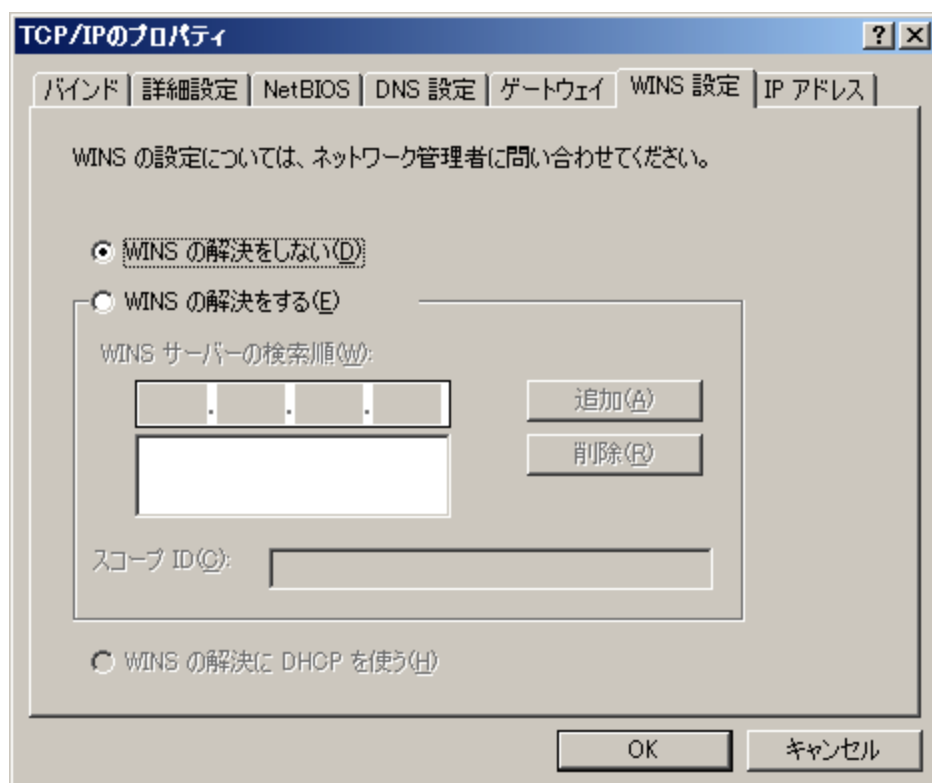 TCP/IPのプロパティ
バインド 詳細設定 NetBIOS DNS 設定 ゲートウェイ WINS 設定 IP アドレス
WINS の設定については、ネットワーク管理者に問い合わせてください。
WINS の解決をしない(D)
WINS の解決をする(E)
WINS サーバーの検索順(W):
追加(A)
削除(R)
スコープ ID(C):
WINS の解決に DHCP を使う(H)
OK キャンセル